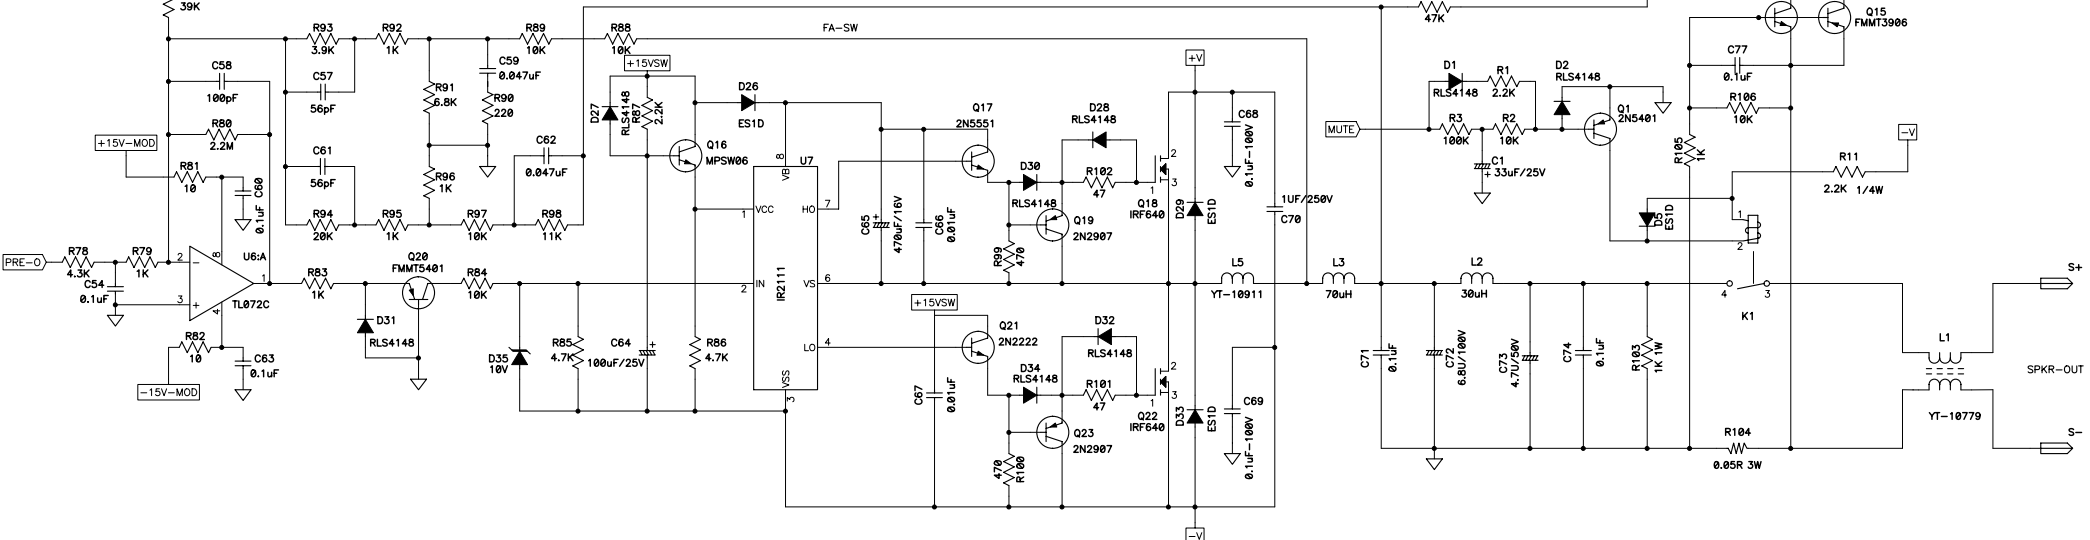 39K
R93
3.9K
R92
1K
R89
10K
R88
10K
FA-SW
47K
Q15
FMMT3906
C58
100pF
C57
56pF
R91
6.8K
C59
0.047uF
R90
220
+15VSW
D27
RLS4148
R87
2.2K
D26
ES1D
+V
D1
RLS4148
R1
2.2K
D2
RLS4148
C77
0.1uF
R106
10K
R80
2.2M
+15V-MOD
R81
10
C60
0.1uF
C61
56pF
R96
1K
C62
0.047uF
Q16
MPSW06
U7
8
VB
Q17
2N5551
D28
RLS4148
C68
0.1uF-100V
MUTE
R3
100K
R2
10K
Q1
2N5401
C1
+
33uF/25V
R105
1K
-V
R11
2.2K 1/4W
R94
20K
R95
1K
R97
10K
R98
11K
1
VCC
HO
7
C65
+
470uF/16V
C66
0.01uF
D30
RLS4148
R102
47
2
1
3
Q18
IRF640
D29
ES1D
1UF/250V
C70
D5
ES1D
1
2
PRE-O
R78
4.3K
R79
1K
C54
0.1uF
2
-
3
+
8
4
1
U6:A
TL072C
R83
1K
Q20
FMMT5401
R84
10K
2
IN
IR2111
VS
6
R99
470
Q19
2N2907
L5
YT-10911
L3
70uH
L2
30uH
4
3
K1
S+
R82
10
C63
0.1uF
-15V-MOD
D31
RLS4148
D35
10V
R85
4.7K
C64
+
100uF/25V
R86
4.7K
LO
4
VSS
3
+15VSW
Q21
2N2222
D32
RLS4148
C67
0.01uF
D34
RLS4148
R101
47
2
1
3
Q22
IRF640
D33
ES1D
C69
0.1uF-100V
R100
470
Q23
2N2907
-V
C71
0.1uF
C72
6.8U/100V
C73
4.7U/50V
C74
0.1uF
R103
1K 1W
R104
0.05R 3W
L1
YT-10779
SPKR-OUT
S-